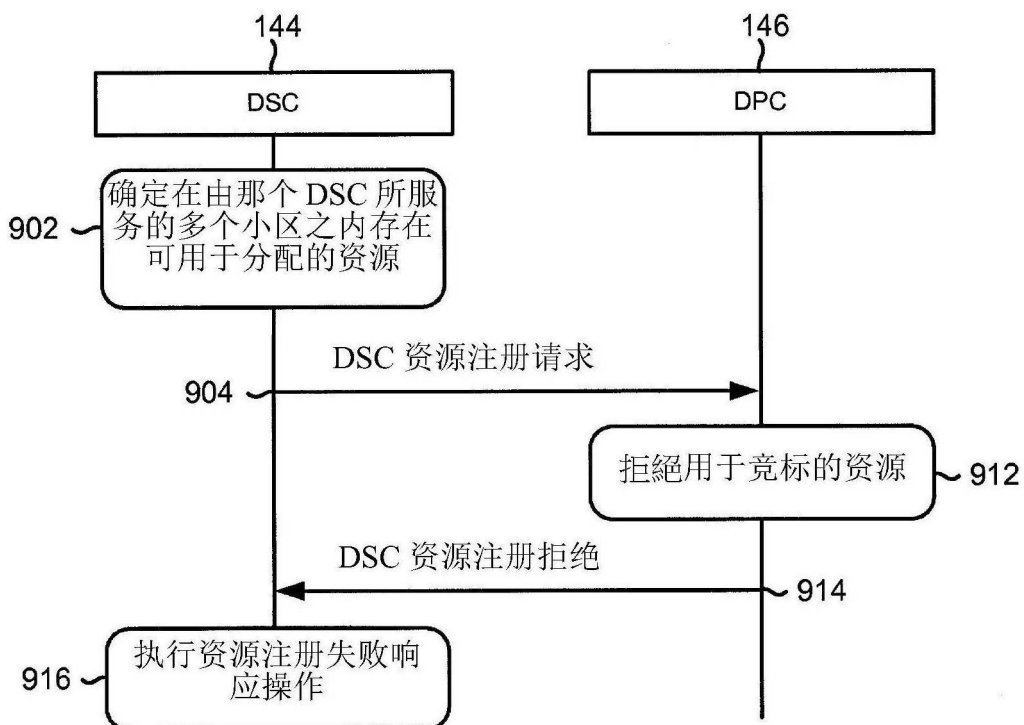 144
146
DSC
DPC
确定在由那个 DSC 所服
务的多个小区之内存在
可用于分配的资源
902
DSC 资源注册请求
904
拒絕用于竞标的资源
912
DSC 资源注册拒绝
914
执行资源注册失败响
应操作
916